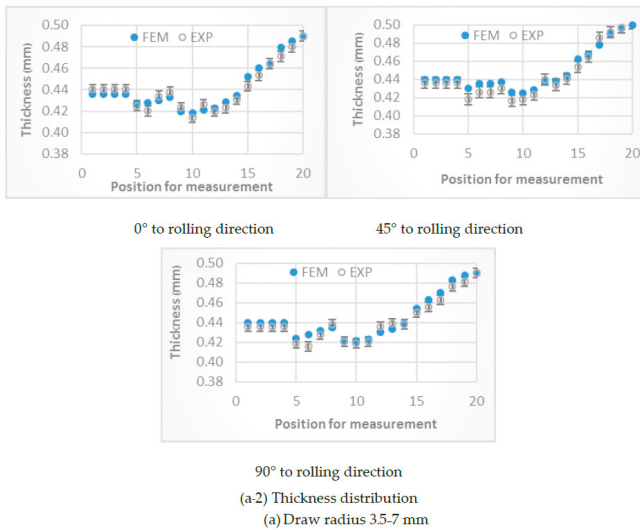 0.50
0.48
0.46
0.44
0.42
0.40
0.38
Thickness (mm)
FEM EXP
0 5 10 15 20
Position for measurement
0.50
0.48
0.46
0.44
0.42
0.40
0.38
Thickness (mm)
FEM EXP
0 5 10 15 20
Position for measurement
0° to rolling direction 45° to rolling direction
0.50
0.48
0.46
0.44
0.42
0.40
0.38
Thickness (mm)
FEM EXP
0 5 10 15 20
Position for measurement
90° to rolling direction
(a-2) Thickness distribution
(a) Draw radius 3.5-7 mm